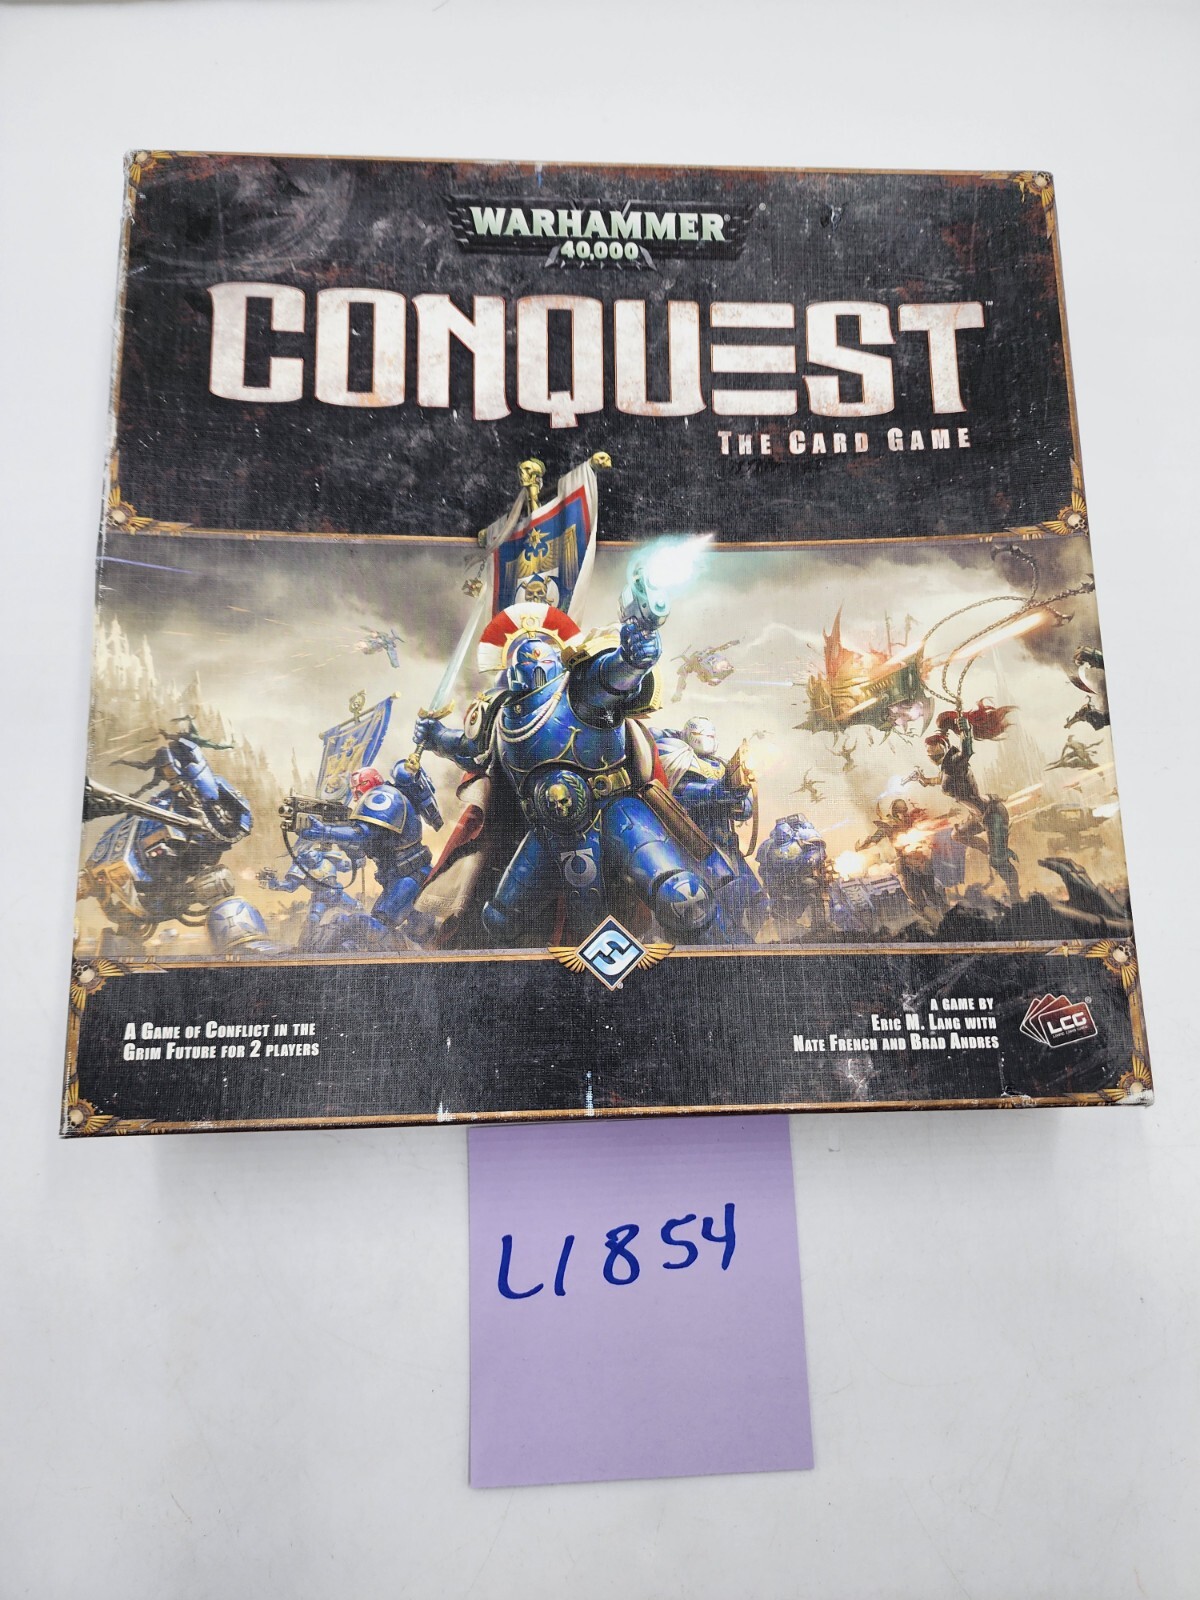 WARHAMMER®
40,000
CONQUEST™
THE CARD GAME
A GAME OF CONFLICT IN THE
GRIM FUTURE FOR 2 PLAYERS
A GAME BY
ERIC M. LANG WITH
NATE FRENCH AND BRAD ANDRES
LCG®
L1854